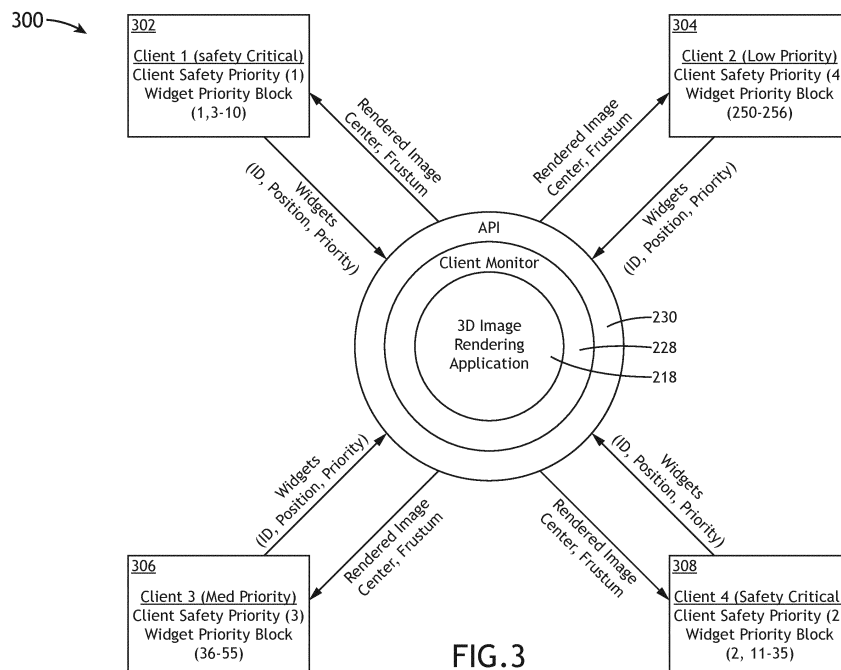 300
302
Client 1 (safety Critical)
Client Safety Priority (1)
Widget Priority Block
(1,3-10)
304
Client 2 (Low Priority)
Client Safety Priority (4
Widget Priority Block
(250-256)
Rendered Image
Center, Frustum
Widgets
(ID, Position, Priority)
Rendered Image
Center, Frustum
Widgets
(ID, Position, Priority)
API
Client Monitor
3D Image
Rendering
Application
230
228
218
Widgets
(ID, Position, Priority)
Rendered Image
Center, Frustum
Rendered Image
Center, Frustum
Widgets
(ID, Position, Priority)
306
Client 3 (Med Priority)
Client Safety Priority (3)
Widget Priority Block
(36-55)
308
Client 4 (Safety Critical
Client Safety Priority (2
Widget Priority Block
(2, 11-35)
FIG.3